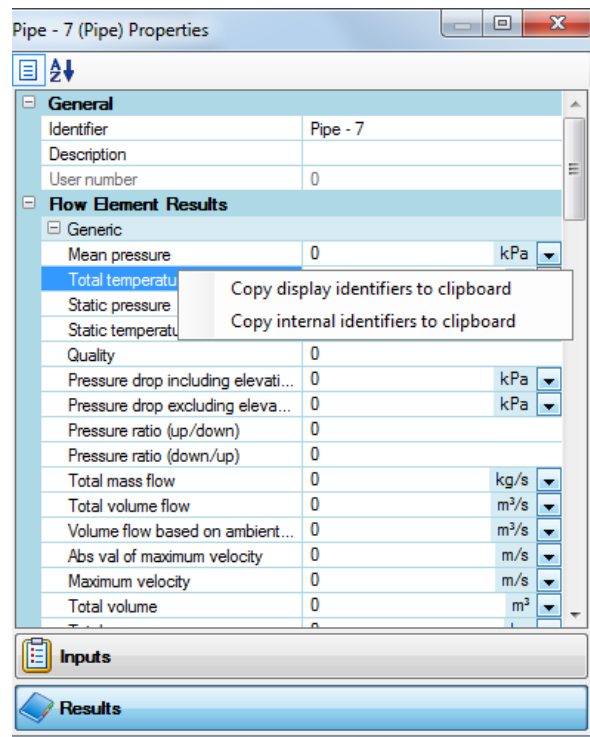 Pipe - 7 (Pipe) Properties
General
Identifier Pipe - 7
Description
User number 0
Flow Element Results
Generic
Mean pressure 0 kPa
Total temperatu
Copy display identifiers to clipboard
Static pressure
Copy internal identifiers to clipboard
Static temperatu
Quality 0
Pressure drop including elevati... 0 kPa
Pressure drop excluding eleva... 0 kPa
Pressure ratio (up/down) 0
Pressure ratio (down/up) 0
Total mass flow 0 kg/s
Total volume flow 0 m³/s
Volume flow based on ambient... 0 m³/s
Abs val of maximum velocity 0 m/s
Maximum velocity 0 m/s
Total volume 0 m³
Inputs
Results